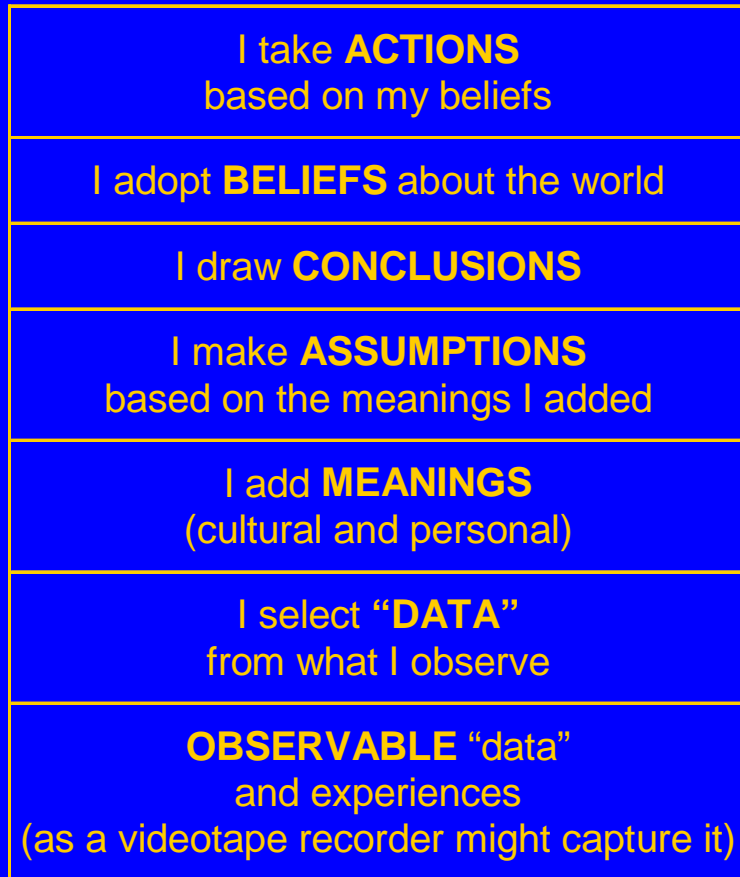 I take ACTIONS
based on my beliefs
I adopt BELIEFS about the world
I draw CONCLUSIONS
I make ASSUMPTIONS
based on the meanings I added
I add MEANINGS
(cultural and personal)
I select “DATA”
from what I observe
OBSERVABLE “data”
and experiences
(as a videotape recorder might capture it)